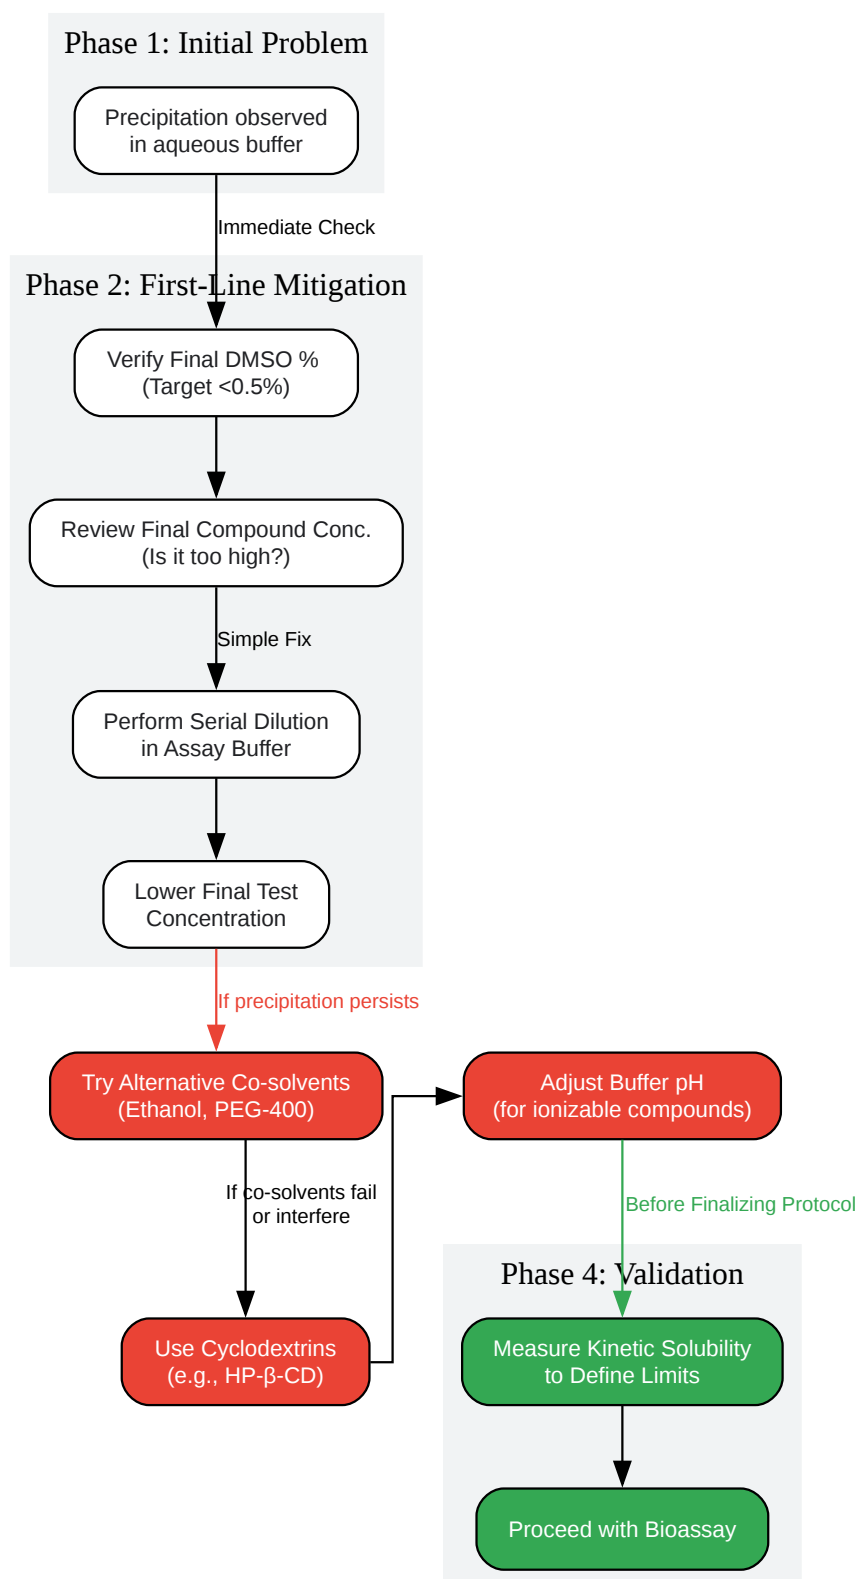 Phase 1: Initial Problem
Precipitation observed
in aqueous buffer
Immediate Check
Phase 2: First-Line Mitigation
Verify Final DMSO %
(Target <0.5%)
Review Final Compound Conc.
(Is it too high?)
Simple Fix
Perform Serial Dilution
in Assay Buffer
Lower Final Test
Concentration
If precipitation persists
Try Alternative Co-solvents
(Ethanol, PEG-400)
If co-solvents fail
or interfere
Use Cyclodextrins
(e.g., HP-β-CD)
Adjust Buffer pH
(for ionizable compounds)
Before Finalizing Protocol
Phase 4: Validation
Measure Kinetic Solubility
to Define Limits
Proceed with Bioassay